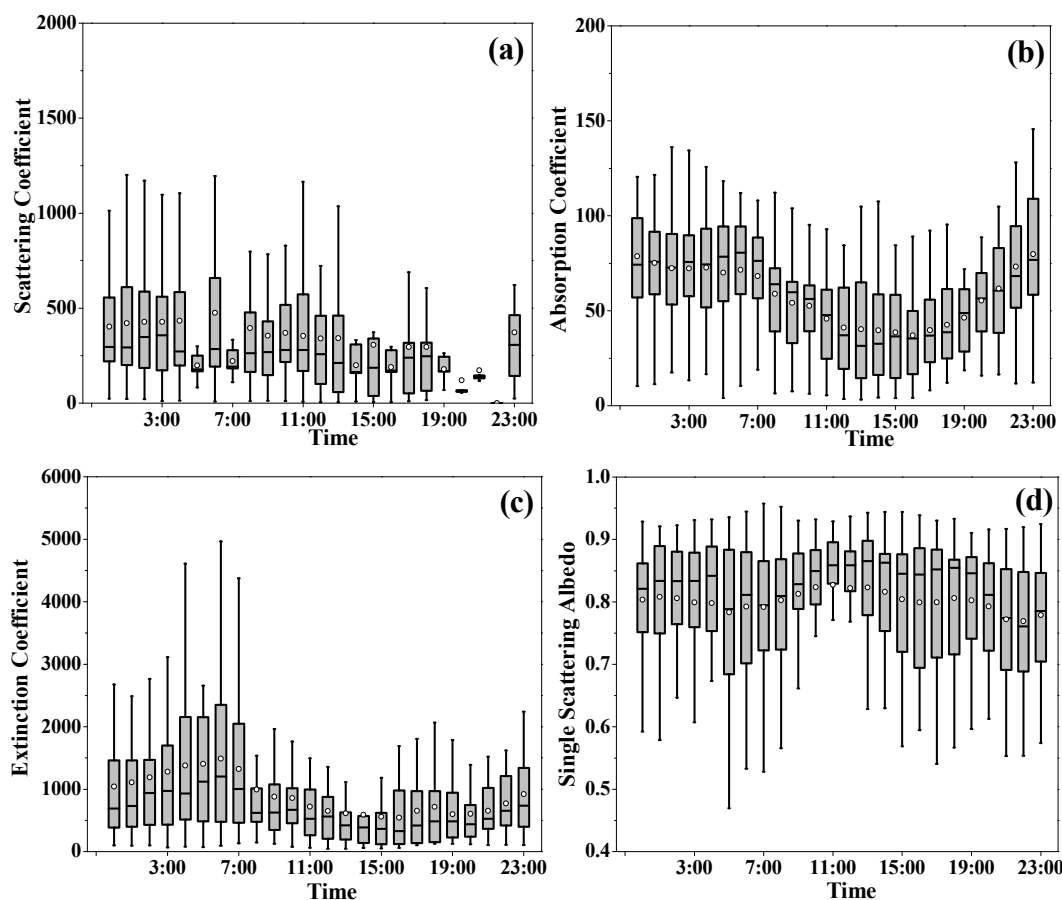 (a)
Scattering Coefficient
2000
1500
1000
500
0
3:00 7:00 11:00 15:00 19:00 23:00
Time
(b)
Absorption Coefficient
200
150
100
50
0
3:00 7:00 11:00 15:00 19:00 23:00
Time
(c)
Extinction Coefficient
6000
5000
4000
3000
2000
1000
0
3:00 7:00 11:00 15:00 19:00 23:00
Time
(d)
Single Scattering Albedo
1.0
0.9
0.8
0.7
0.6
0.5
0.4
3:00 7:00 11:00 15:00 19:00 23:00
Time